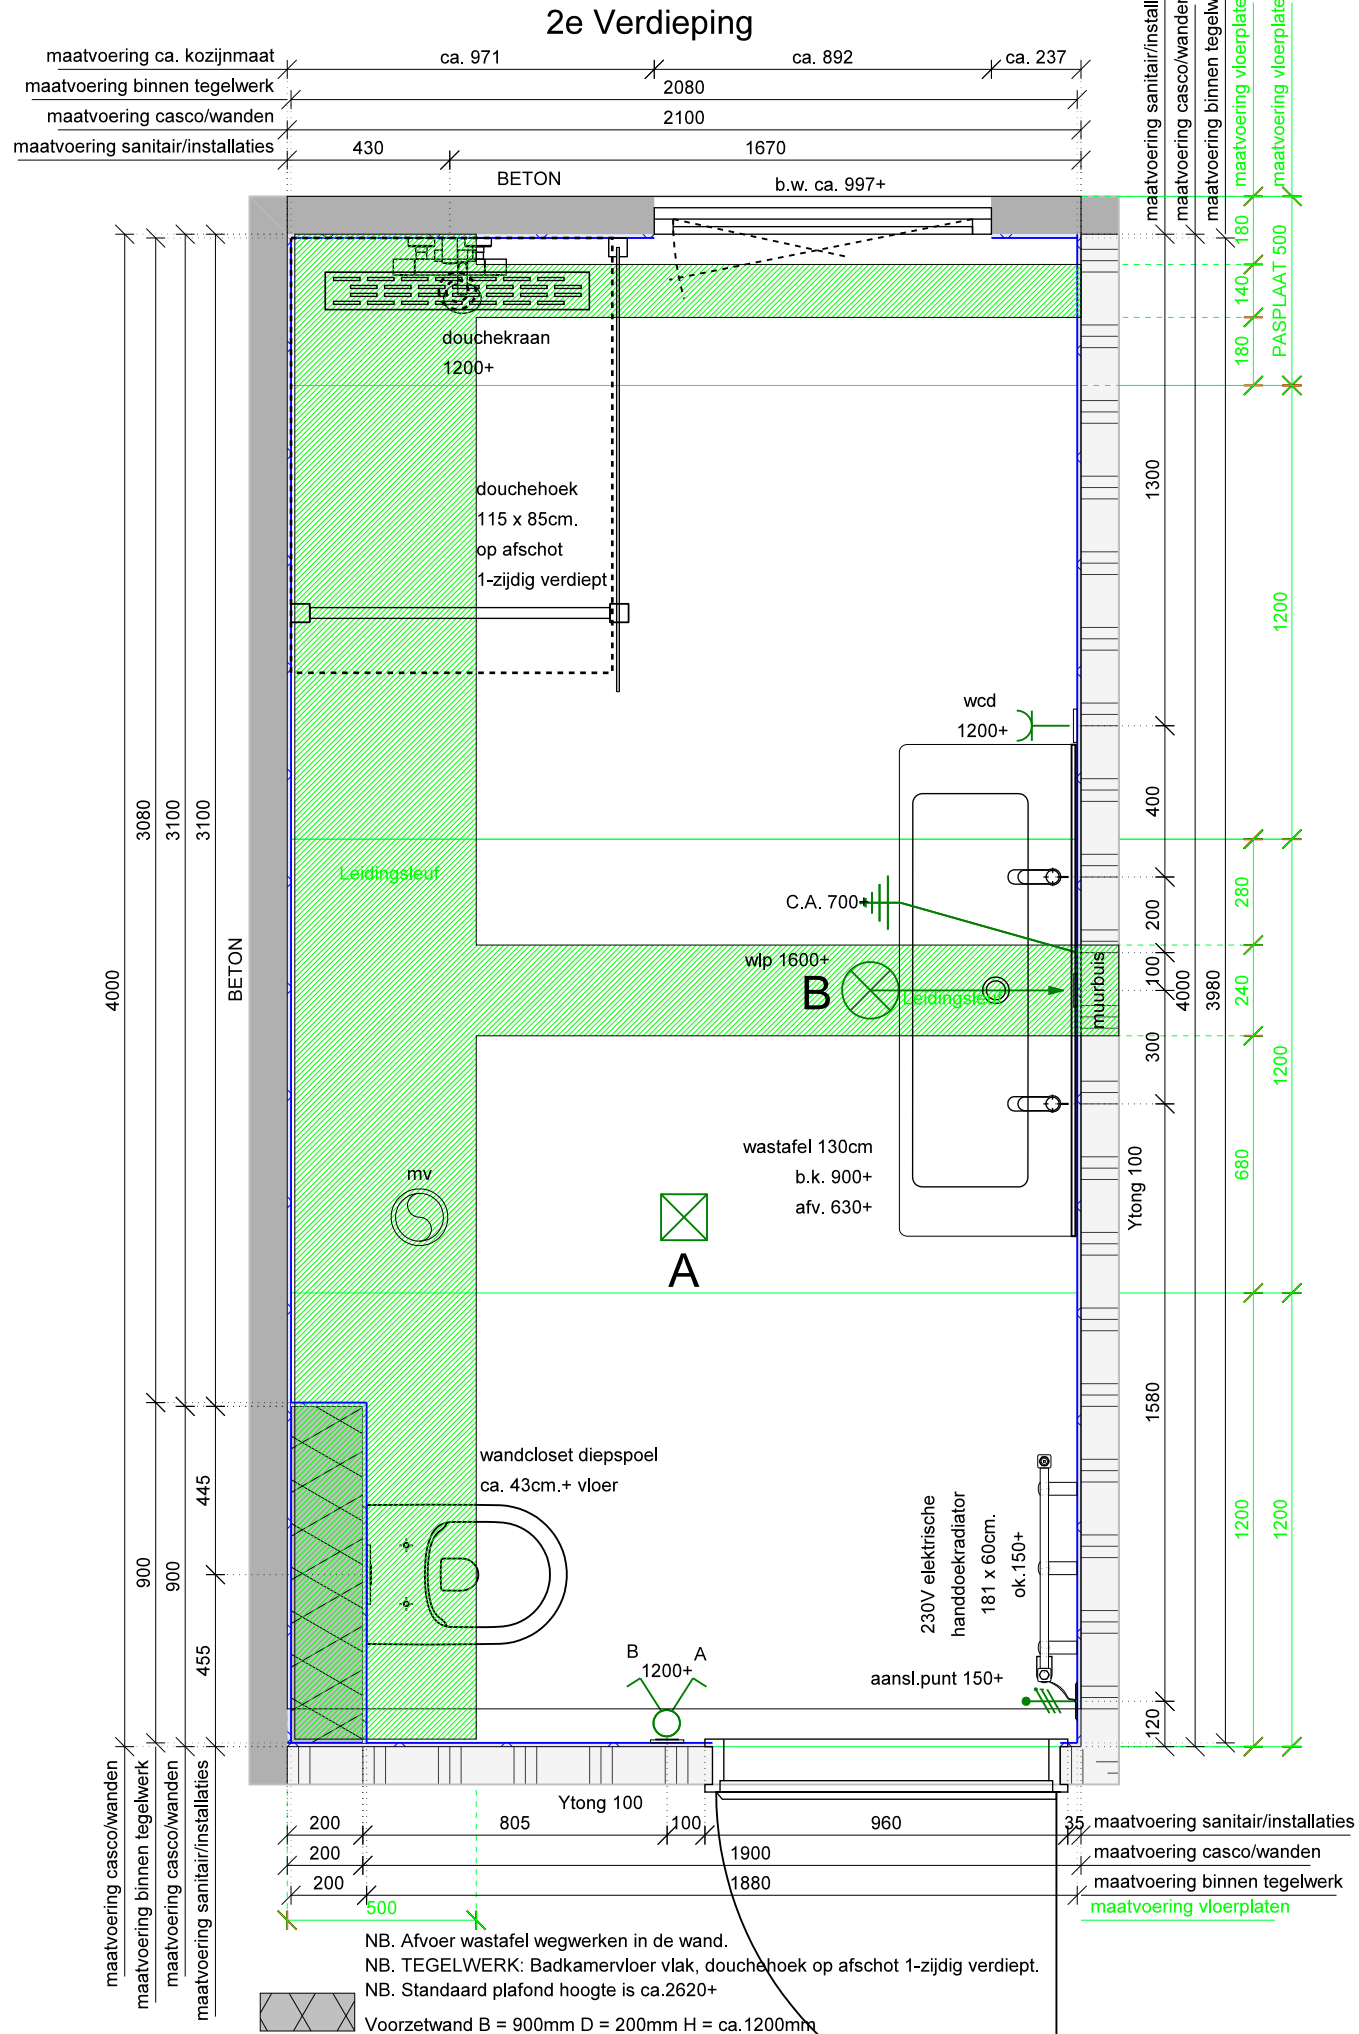 2e Verdieping
maatvoering ca. kozijnmaat
ca. 971
ca. 892
ca. 237
maatvoering binnen tegelwerk
2080
maatvoering casco/wanden
2100
maatvoering sanitair/installaties
430
1670
BETON
b.w. ca. 997+
maatvoering sanitair/install
maatvoering casco/wanden
maatvoering binnen tegelw
maatvoering vloerplate
maatvoering vloerplate
180
140
180
PASPLAAT 500
douchekraan
1200+
1300
douchehoek
115 x 85cm.
op afschot
1-zijdig verdiept
1200
wcd
1200+
400
3080
3100
3100
Leidingsleuf
280
C.A. 700+
200
wlp 1600+
B
Leidingsleuf
muurbuis
100
4000
3980
240
4000
BETON
300
1200
wastafel 130cm
b.k. 900+
afv. 630+
Ytong 100
680
mv
A
1580
wandcloset diepspoel
ca. 43cm.+ vloer
445
230V elektrische
handdoekradiator
181 x 60cm.
ok.150+
1200
1200
900
900
455
B
A
1200+
aansl.punt 150+
120
maatvoering casco/wanden
maatvoering binnen tegelwerk
maatvoering casco/wanden
maatvoering sanitair/installaties
Ytong 100
200
805
100
960
35
maatvoering sanitair/installaties
200
1900
maatvoering casco/wanden
200
1880
maatvoering binnen tegelwerk
500
maatvoering vloerplaten
NB. Afvoer wastafel wegwerken in de wand.
NB. TEGELWERK: Badkamervloer vlak, douchehoek op afschot 1-zijdig verdiept.
NB. Standaard plafond hoogte is ca.2620+
Voorzetwand B = 900mm D = 200mm H = ca.1200mm